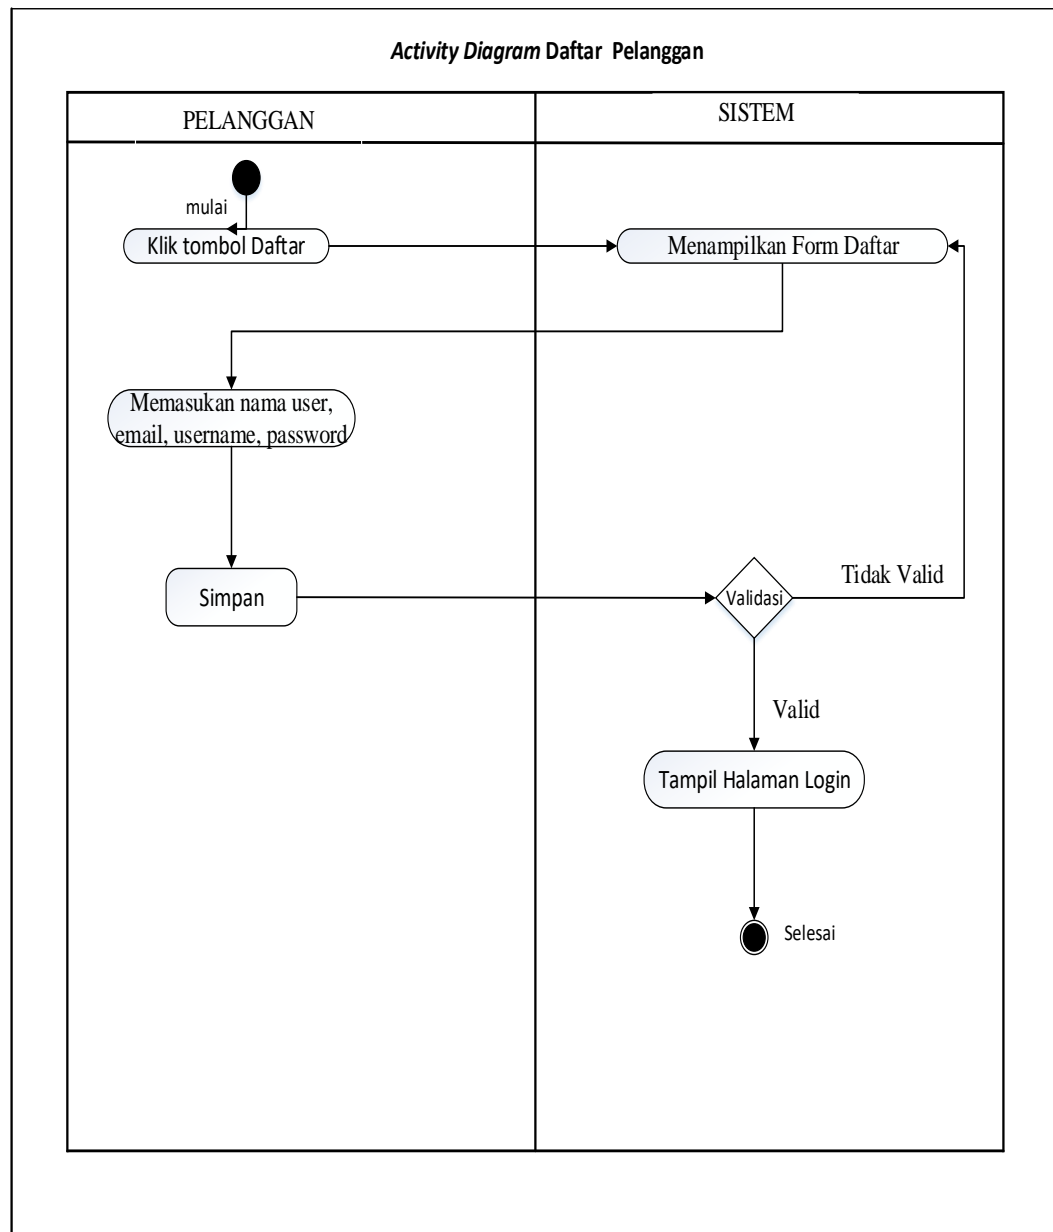 Activity Diagram Daftar Pelanggan
PELANGGAN
SISTEM
mulai
Klik tombol Daftar
Menampilkan Form Daftar
Memasukan nama user,
email, username, password
Simpan
Validasi
Tidak Valid
Valid
Tampil Halaman Login
Selesai